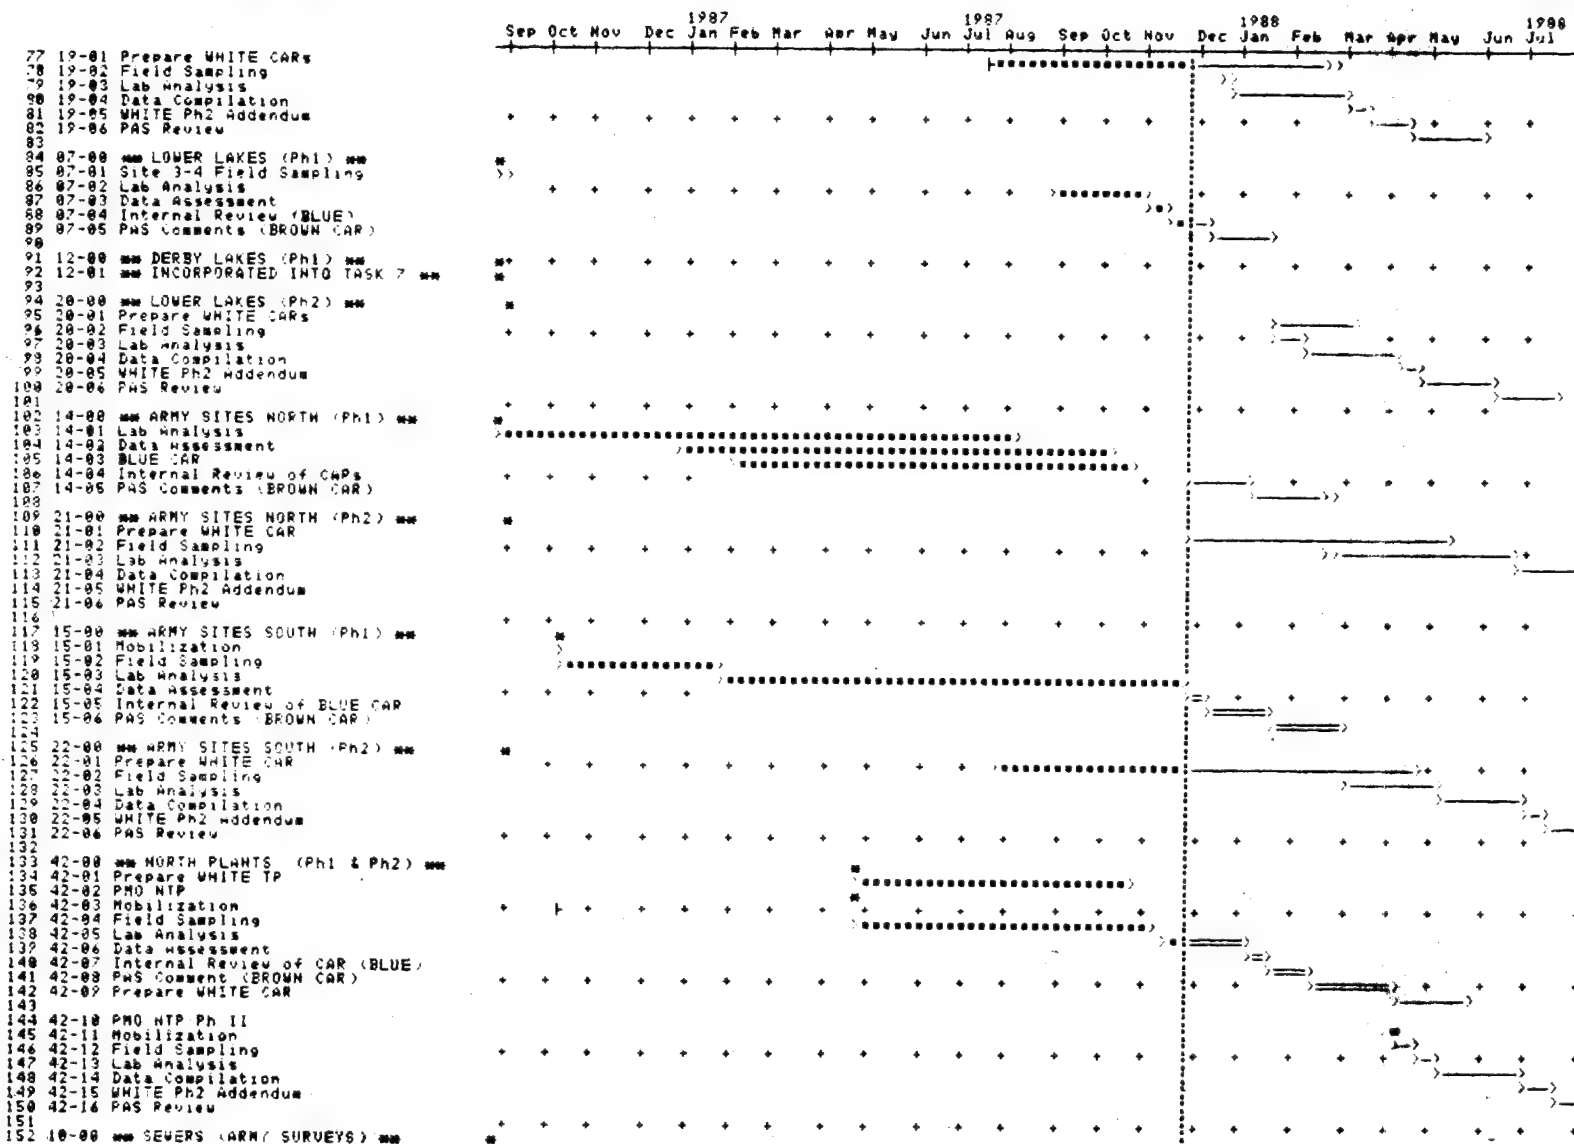 1987 1987 1988 1988
Sep Oct Nov Dec Jan Feb Mar Apr May Jun Jul Aug Sep Oct Nov Dec Jan Feb Mar Apr May Jun Jul
77 19-01 Prepare WHITE CARs
78 19-02 Field Sampling
79 19-03 Lab Analysis
80 19-04 Data Compilation
81 19-05 WHITE Ph2 Addendum
82 19-06 PAS Review
83
84 07-00 ** LOWER LAKES (Ph1) **
85 07-01 Site 3-4 Field Sampling
86 07-02 Lab Analysis
87 07-03 Data Assessment
88 07-04 Internal Review (BLUE)
89 07-05 PAS Comments (BROWN CAR)
90
91 12-00 ** DERBY LAKES (Ph1) **
92 12-01 ** INCORPORATED INTO TASK 7 **
93
94 20-00 ** LOWER LAKES (Ph2) **
95 20-01 Prepare WHITE CARs
96 20-02 Field Sampling
97 20-03 Lab Analysis
98 20-04 Data Compilation
99 20-05 WHITE Ph2 Addendum
100 20-06 PAS Review
101
102 14-00 ** ARMY SITES NORTH (Ph1) **
103 14-01 Lab Analysis
104 14-02 Data Assessment
105 14-03 BLUE CAR
106 14-04 Internal Review of CARs
107 14-05 PAS Comments (BROWN CAR)
108
109 21-00 ** ARMY SITES NORTH (Ph2) **
110 21-01 Prepare WHITE CAR
111 21-02 Field Sampling
112 21-03 Lab Analysis
113 21-04 Data Compilation
114 21-05 WHITE Ph2 Addendum
115 21-06 PAS Review
116
117 15-00 ** ARMY SITES SOUTH (Ph1) **
118 15-01 Mobilization
119 15-02 Field Sampling
120 15-03 Lab Analysis
121 15-04 Data Assessment
122 15-05 Internal Review of BLUE CAR
123 15-06 PAS Comments (BROWN CAR)
124
125 22-00 ** ARMY SITES SOUTH (Ph2) **
126 22-01 Prepare WHITE CAR
127 22-02 Field Sampling
128 22-03 Lab Analysis
129 22-04 Data Compilation
130 22-05 WHITE Ph2 Addendum
131 22-06 PAS Review
132
133 42-00 ** NORTH PLANTS (Ph1 & Ph2) **
134 42-01 Prepare WHITE TP
135 42-02 PMO NTP
136 42-03 Mobilization
137 42-04 Field Sampling
138 42-05 Lab Analysis
139 42-06 Data Assessment
140 42-07 Internal Review of CAR (BLUE)
141 42-08 PAS Comment (BROWN CAR)
142 42-09 Prepare WHITE CAR
143
144 42-10 PMO NTP Ph II
145 42-11 Mobilization
146 42-12 Field Sampling
147 42-13 Lab Analysis
148 42-14 Data Compilation
149 42-15 WHITE Ph2 Addendum
150 42-16 PAS Review
151
152 10-00 ** SEWERS (ARMY SURVEYS) **